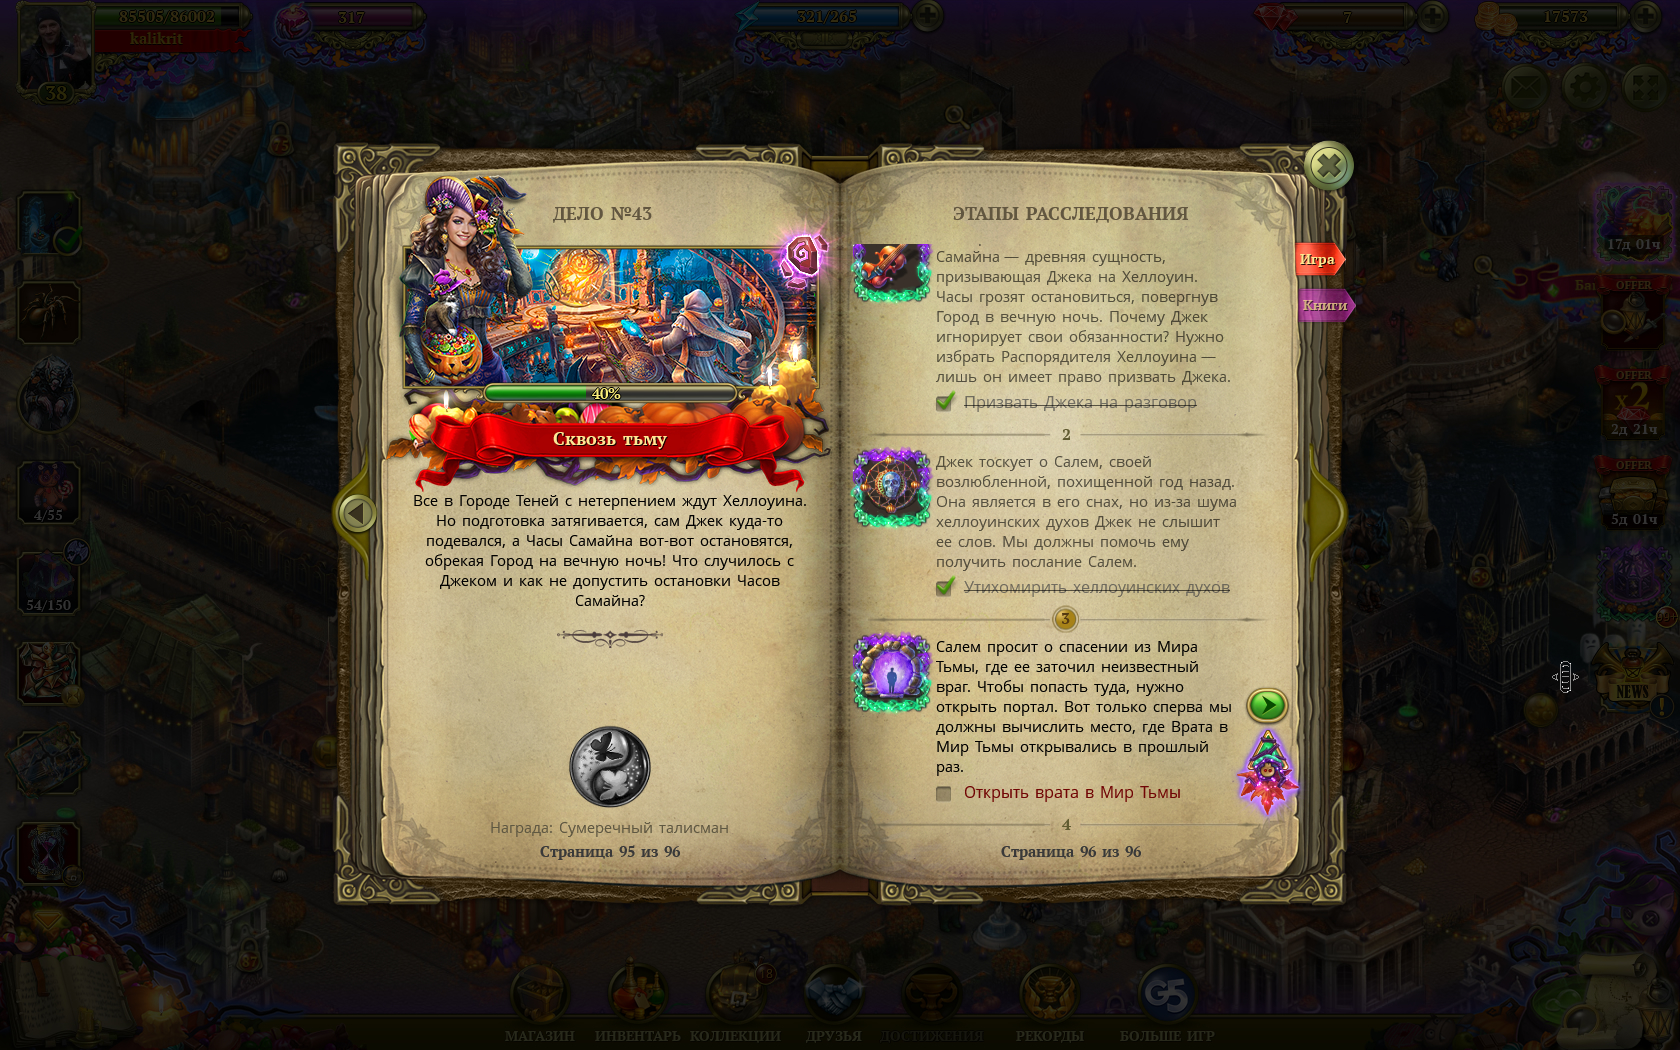 85505/86002
317
321/265
7
17573
kalikrit
38
ДЕЛО №43
40%
Сквозь тьму
Все в Городе Теней с нетерпением ждут Хеллоуина.
Но подготовка затягивается, сам Джек куда-то
подевался, а Часы Самайна вот-вот остановятся,
обрекая Город на вечную ночь! Что случилось с
Джеком и как не допустить остановки Часов
Самайна?
Награда: Сумеречный талисман
Страница 95 из 96
ЭТАПЫ РАССЛЕДОВАНИЯ
Самайна — древняя сущность,
призывающая Джека на Хеллоуин.
Часы грозят остановиться, повергнув
Город в вечную ночь. Почему Джек
игнорирует свои обязанности? Нужно
избрать Распорядителя Хеллоуина —
лишь он имеет право призвать Джека.
Призвать Джека на разговор
2
Джек тоскует о Салем, своей
возлюбленной, похищенной год назад.
Она является в его снах, но из-за шума
хеллоуинских духов Джек не слышит
ее слов. Мы должны помочь ему
получить послание Салем.
Утихомирить хеллоуинских духов
3
Салем просит о спасении из Мира
Тьмы, где ее заточил неизвестный
враг. Чтобы попасть туда, нужно
открыть портал. Вот только сперва мы
должны вычислить место, где Врата в
Мир Тьмы открывались в прошлый
раз.
Открыть врата в Мир Тьмы
4
Страница 96 из 96
Игра
Книги
4/55
54/150
17д 01ч
OFFER
OFFER
x2
2д 21ч
OFFER
5д 01ч
NEWS
87
18
G5
МАГАЗИН
ИНВЕНТАРЬ
КОЛЛЕКЦИИ
ДРУЗЬЯ
ДОСТИЖЕНИЯ
РЕКОРДЫ
БОЛЬШЕ ИГР